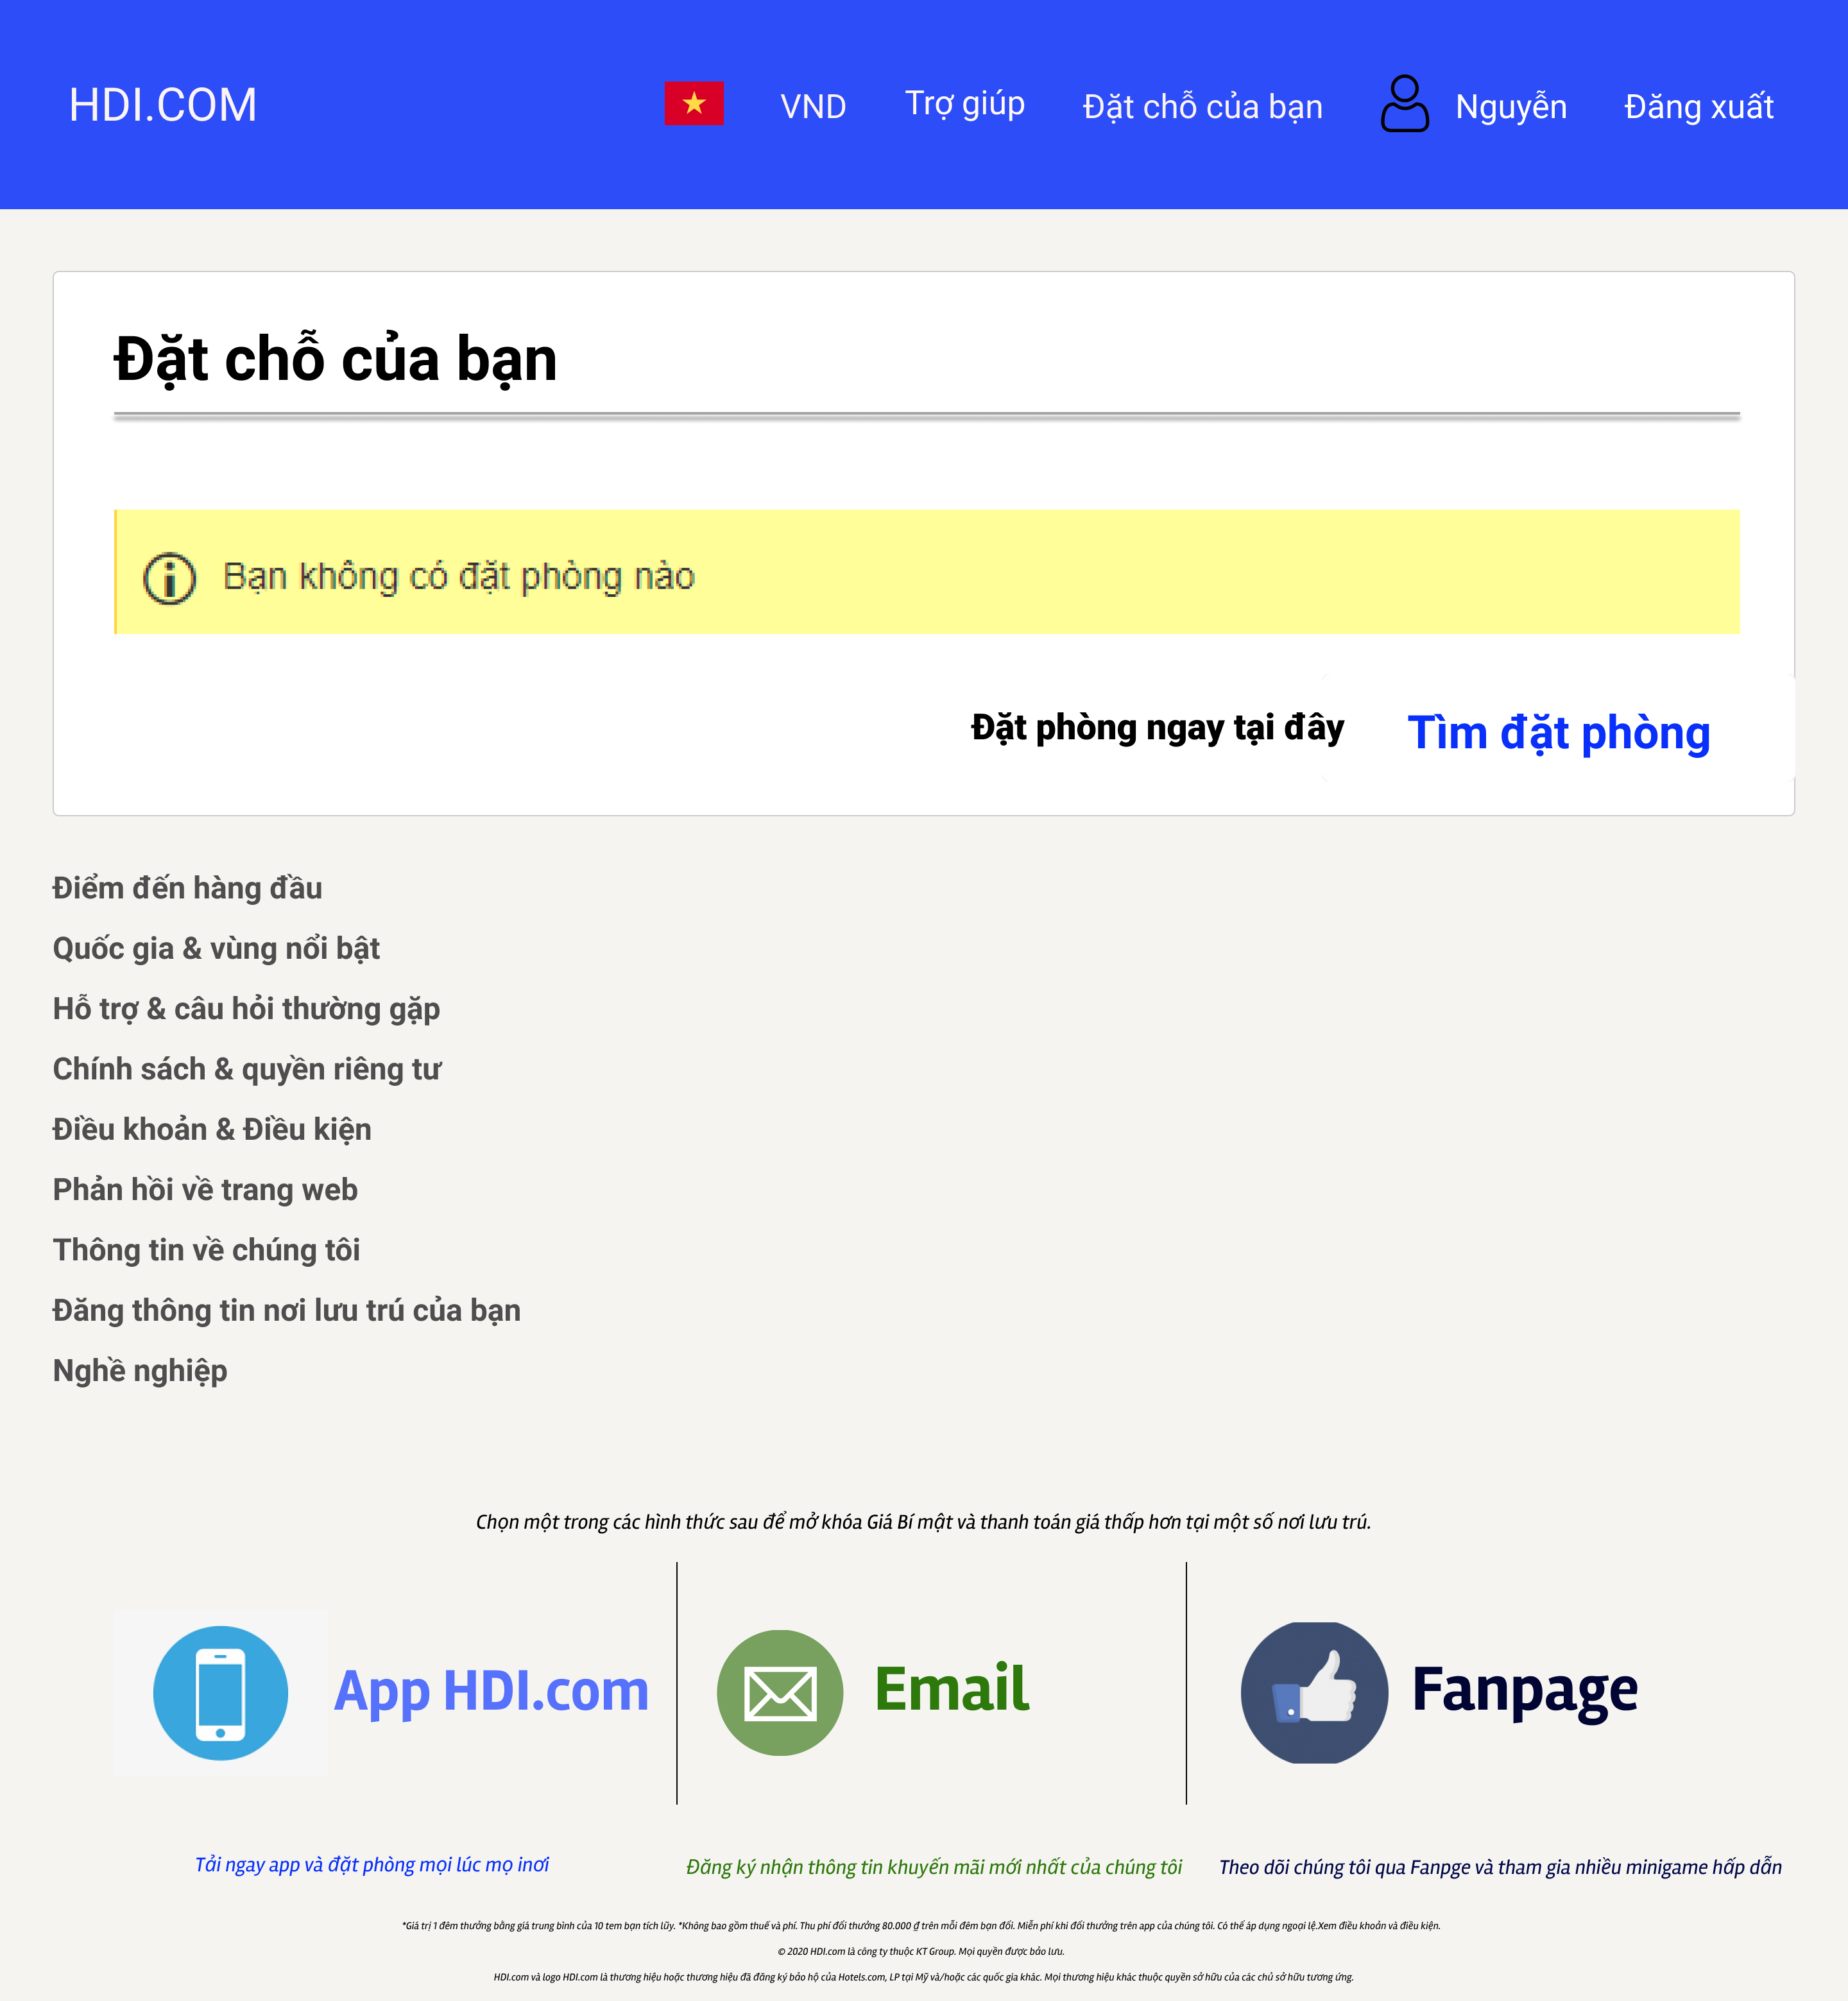 HDI.COM
VND
Trợ giúp
Đặt chỗ của bạn
Nguyễn
Đăng xuất
Đặt chỗ của bạn
Bạn không có đặt phòng nào
Đặt phòng ngay tại đây
Tìm đặt phòng
Điểm đến hàng đầu
Quốc gia & vùng nổi bật
Hỗ trợ & câu hỏi thường gặp
Chính sách & quyền riêng tư
Điều khoản & Điều kiện
Phản hồi về trang web
Thông tin về chúng tôi
Đăng thông tin nơi lưu trú của bạn
Nghề nghiệp
Chọn một trong các hình thức sau để mở khóa Giá Bí mật và thanh toán giá thấp hơn tại một số nơi lưu trú.
App HDI.com
Email
Fanpage
Tải ngay app và đặt phòng mọi lúc mọ inơi
Đăng ký nhận thông tin khuyến mãi mới nhất của chúng tôi
Theo dõi chúng tôi qua Fanpge và tham gia nhiều minigame hấp dẫn
*Giá trị 1 đêm thưởng bằng giá trung bình của 10 tem bạn tích lũy. *Không bao gồm thuế và phí. Thu phí đổi thưởng 80.000 ₫ trên mỗi đêm bạn đổi. Miễn phí khi đổi thưởng trên app của chúng tôi. Có thể áp dụng ngoại lệ.Xem điều khoản và điều kiện.
© 2020 HDI.com là công ty thuộc KT Group. Mọi quyền được bảo lưu.
HDI.com và logo HDI.com là thương hiệu hoặc thương hiệu đã đăng ký bảo hộ của Hotels.com, LP tại Mỹ và/hoặc các quốc gia khác. Mọi thương hiệu khác thuộc quyền sở hữu của các chủ sở hữu tương ứng.